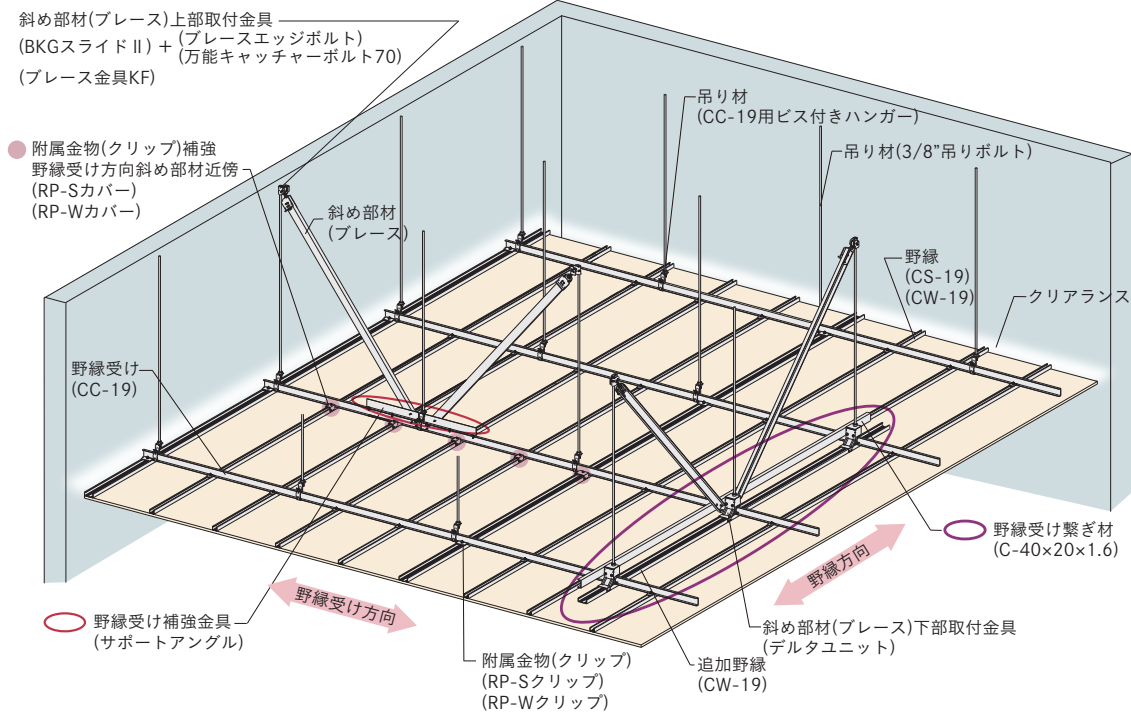 斜め部材(ブレース)上部取付金具
(BKGスライドⅡ) + (ブレースエッジボルト)
(万能キャッチャーボルト70)
(ブレース金具KF)
吊り材
(CC-19用ビス付きハンガー)
吊り材(3/8”吊りボルト)
附属金物(クリップ)補強
野縁受け方向斜め部材近傍
(RP-Sカバー)
(RP-Wカバー)
斜め部材
(ブレース)
野縁
(CS-19)
(CW-19)
クリアランス
野縁受け
(CC-19)
野縁受け繋ぎ材
(C-40×20×1.6)
野縁方向
野縁受け方向
野縁受け補強金具
(サポートアングル)
斜め部材(ブレース)下部取付金具
(デルタユニット)
追加野縁
(CW-19)
附属金物(クリップ)
(RP-Sクリップ)
(RP-Wクリップ)